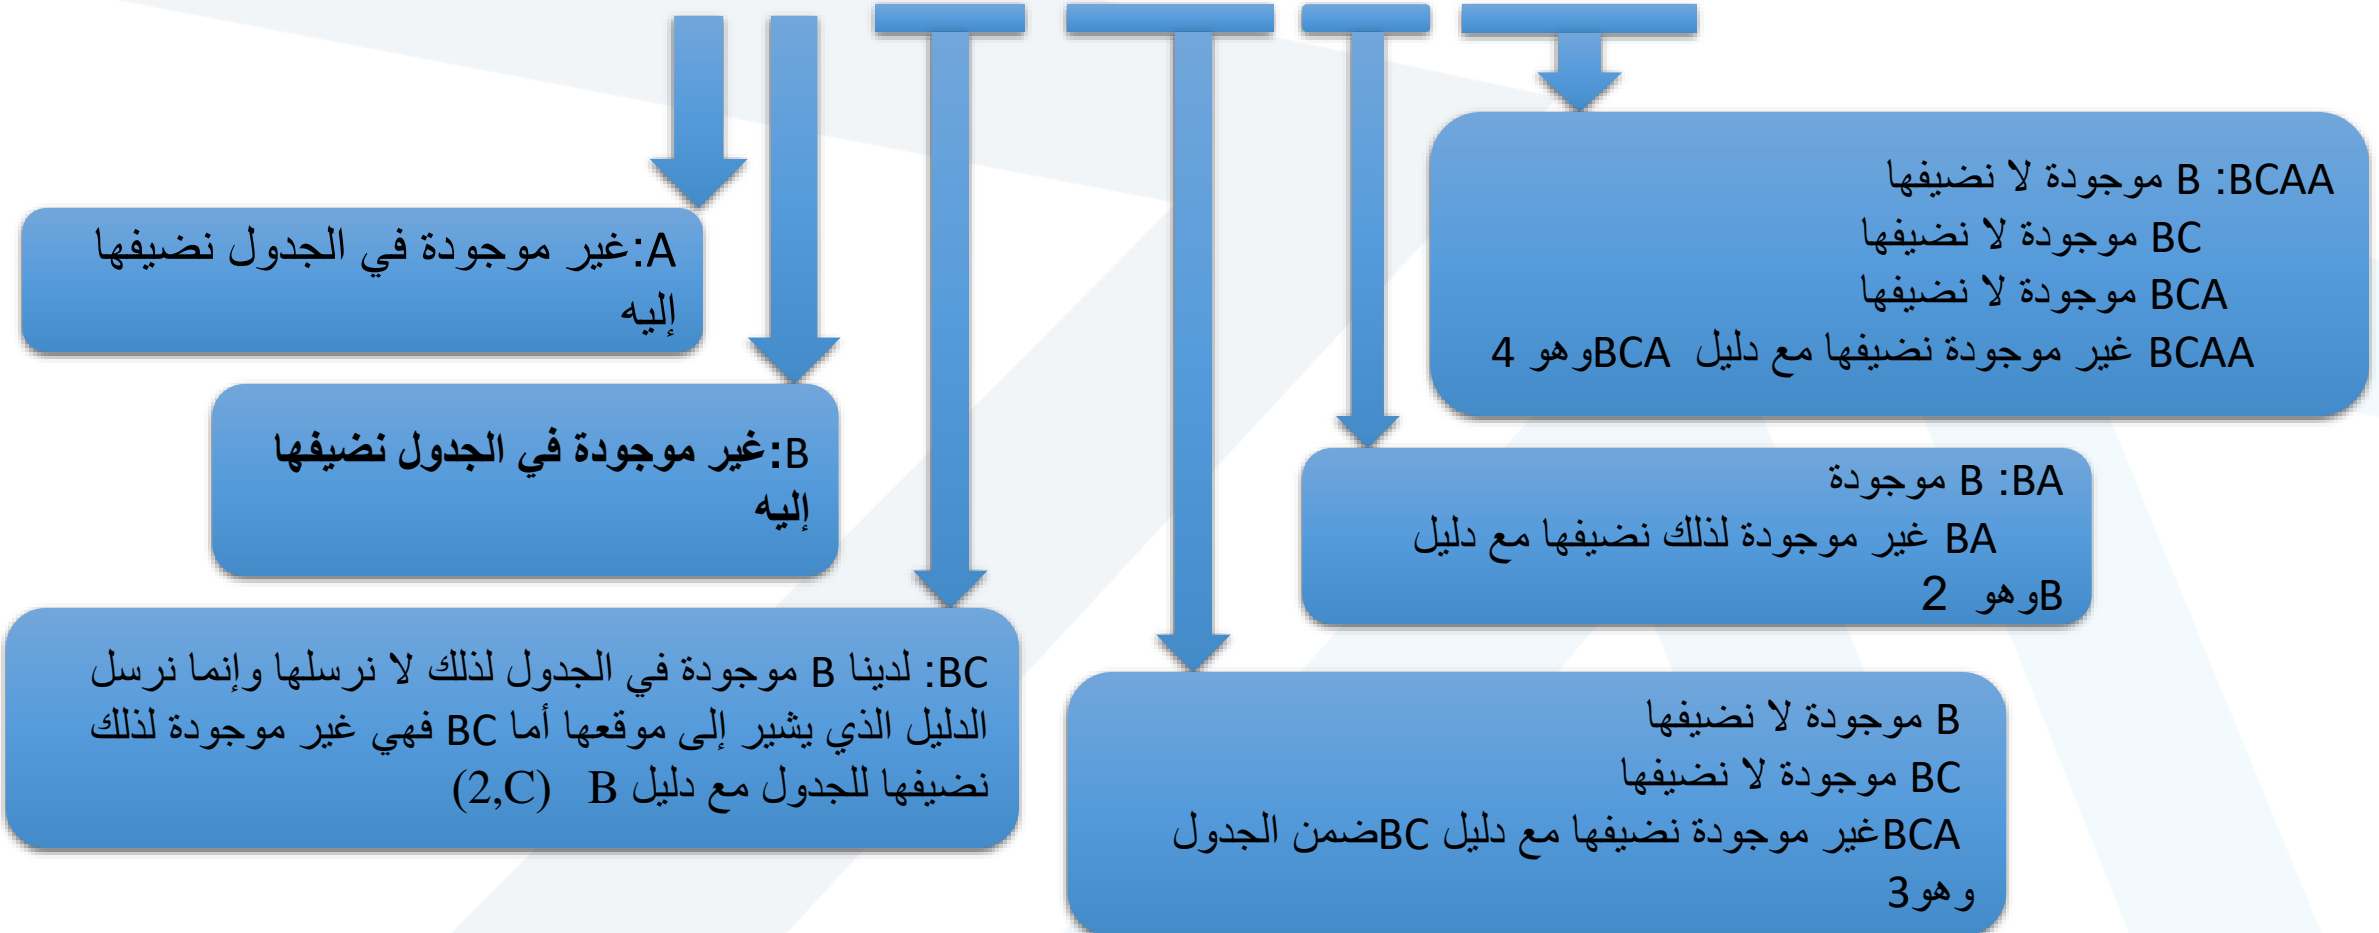 A:غير موجودة في الجدول نضيفها
إليه
B:غير موجودة في الجدول نضيفها
إليه
BC: لدينا B موجودة في الجدول لذلك لا نرسلها وإنما نرسل
الدليل الذي يشير إلى موقعها أما BC فهي غير موجودة لذلك
نضيفها للجدول مع دليل B (2,C)
B موجودة لا نضيفها
BC موجودة لا نضيفها
BCAغير موجودة نضيفها مع دليل BCضمن الجدول
وهو3
BA: B موجودة
BA غير موجودة لذلك نضيفها مع دليل
Bوهو 2
BCAA: B موجودة لا نضيفها
BC موجودة لا نضيفها
BCA موجودة لا نضيفها
BCAA غير موجودة نضيفها مع دليل BCAوهو 4